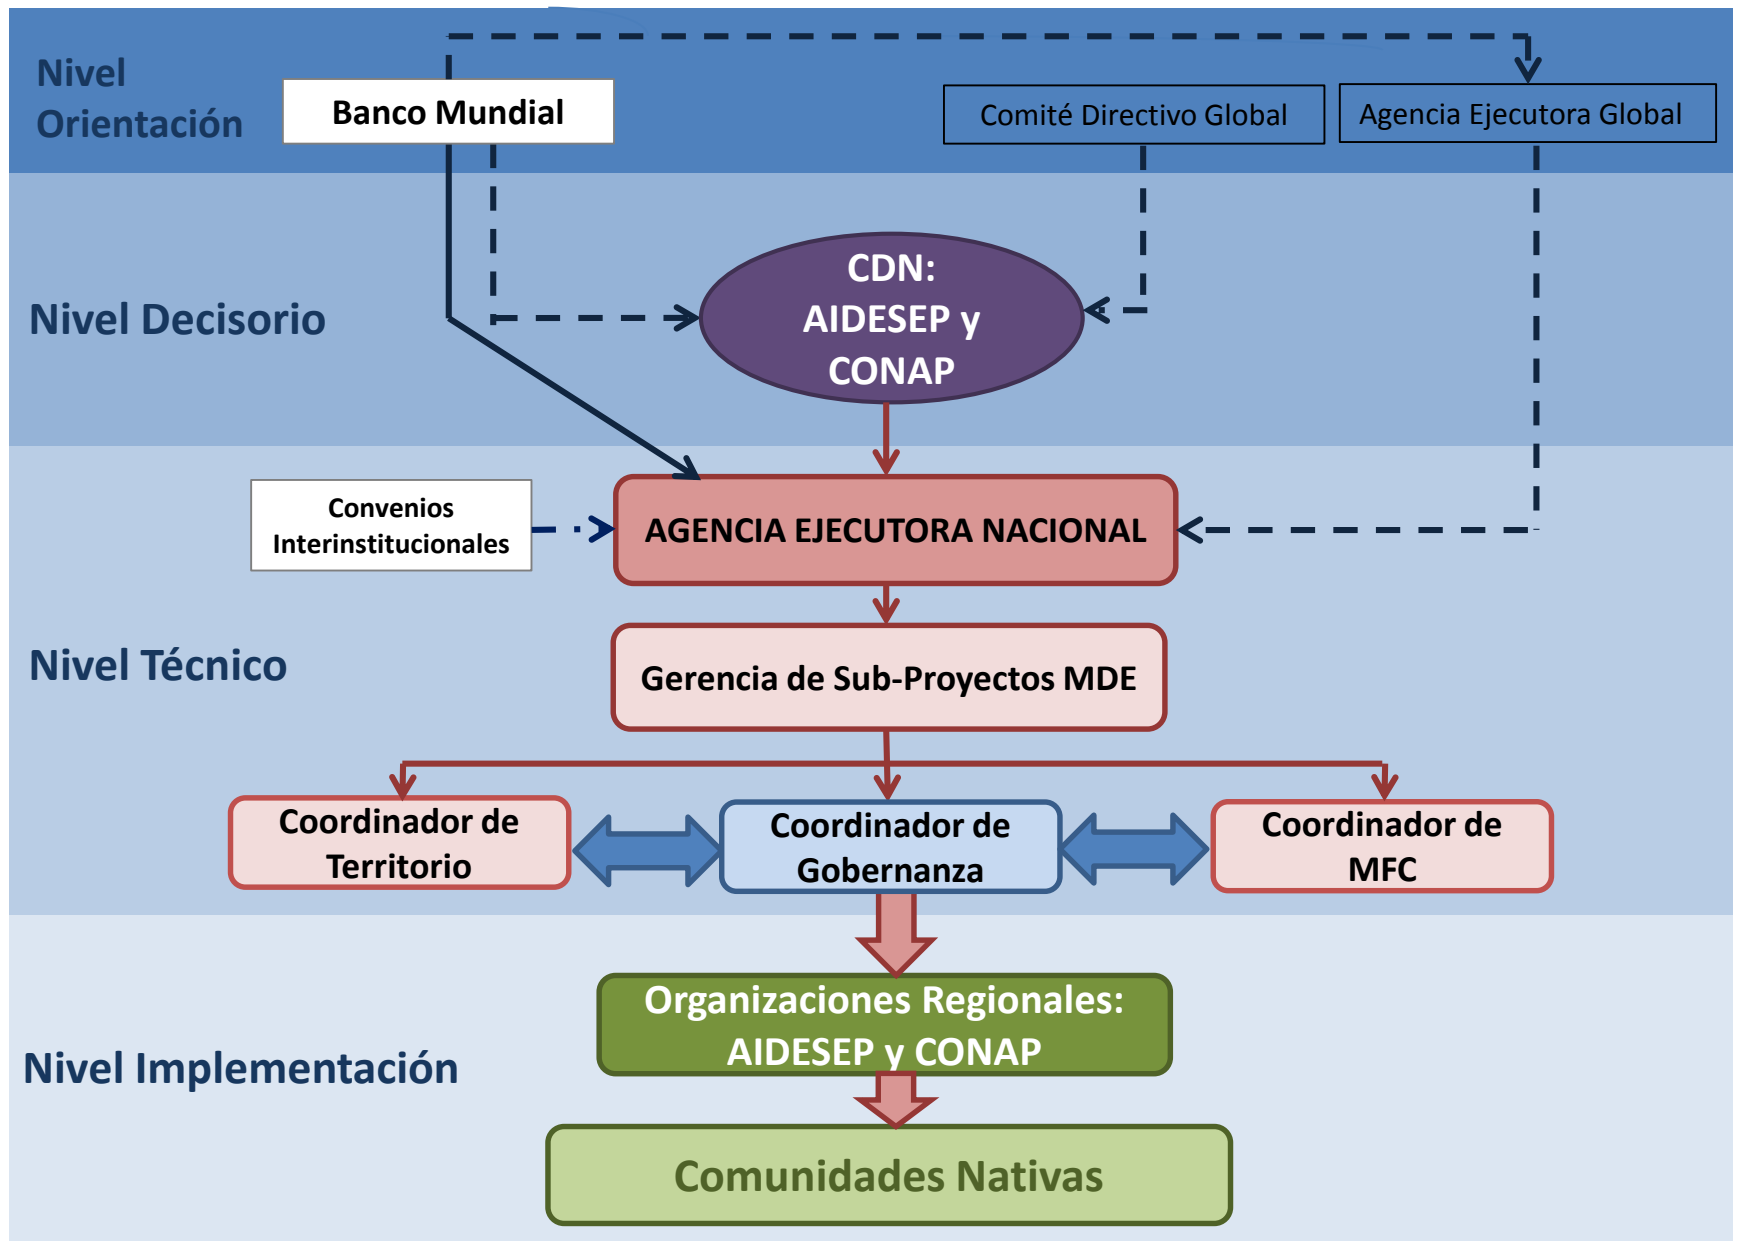 Nivel
Orientación
Banco Mundial
Comité Directivo Global
Agencia Ejecutora Global
Nivel Decisorio
CDN:
AIDESEP y
CONAP
Convenios
Interinstitucionales
AGENCIA EJECUTORA NACIONAL
Nivel Técnico
Gerencia de Sub-Proyectos MDE
Coordinador de
Territorio
Coordinador de
Gobernanza
Coordinador de
MFC
Nivel Implementación
Organizaciones Regionales:
AIDESEP y CONAP
Comunidades Nativas